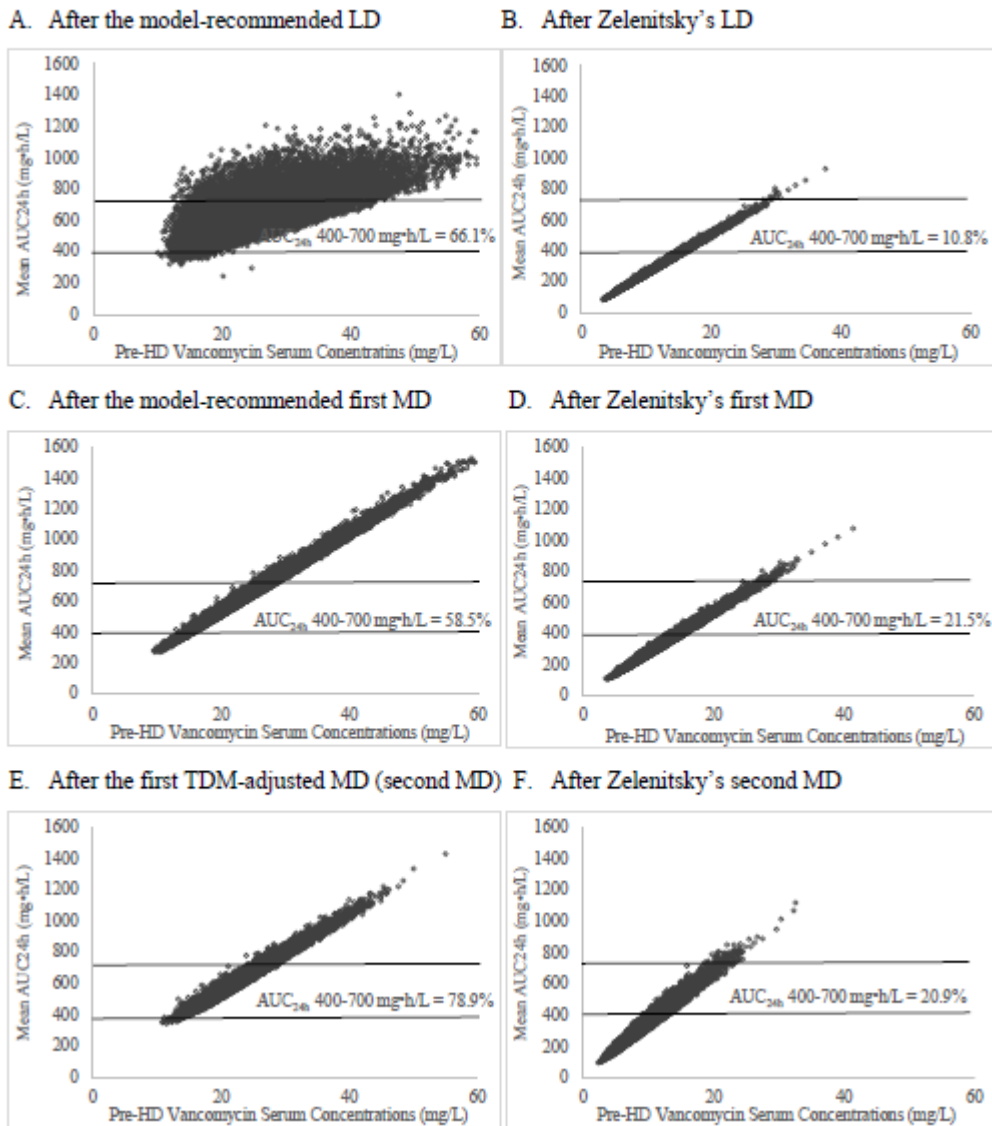 A. After the model-recommended LD
B. After Zelenitsky's LD
Mean AUC24h (mg•h/L)
1600
1400
1200
1000
800
600
400
200
0
AUC24h 400-700 mg•h/L = 66.1%
0 20 40 60
Pre-HD Vancomycin Serum Conentratins (mg/L)
Mean AUC24h (mg•h/L)
1600
1400
1200
1000
800
600
400
200
0
AUC24h 400-700 mg•h/L = 10.8%
0 20 40 60
Pre-HD Vancomycin Serum Concentrations (mg/L)
C. After the model-recommended first MD
D. After Zelenitsky's first MD
Mean AUC24h (mg•h/L)
1600
1400
1200
1000
800
600
400
200
0
AUC24h 400-700 mg•h/L = 58.5%
0 20 40 60
Pre-HD Vancomycin Serum Concentrations (mg/L)
Mean AUC24h (mg•h/L)
1600
1400
1200
1000
800
600
400
200
0
AUC24h 400-700 mg•h/L = 21.5%
0 20 40 60
Pre-HD Vancomycin Serum Concentrations (mg/L)
E. After the first TDM-adjusted MD (second MD)
F. After Zelenitsky's second MD
Mean AUC24h (mg•h/L)
1600
1400
1200
1000
800
600
400
200
0
AUC24h 400-700 mg•h/L = 78.9%
0 20 40 60
Pre-HD Vancomycin Serum Concentrations (mg/L)
Mean AUC24h (mg•h/L)
1600
1400
1200
1000
800
600
400
200
0
AUC24h 400-700 mg•h/L = 20.9%
0 20 40 60
Pre-HD Vancomycin Serum Concentrations (mg/L)